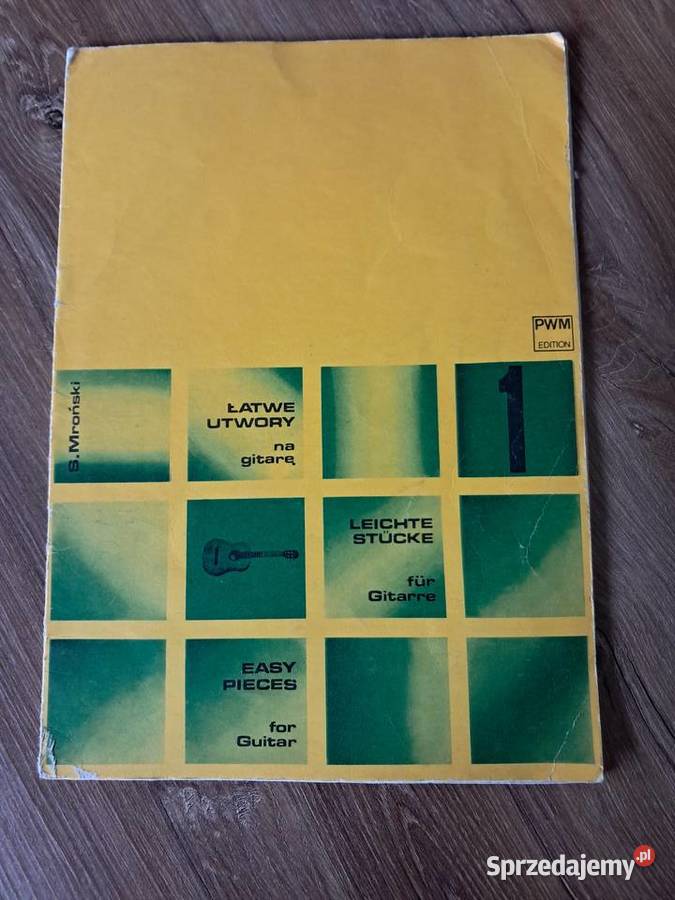 PWM
EDITION
S. Mroński
ŁATWE
UTWORY
na
gitarę
1
LEICHTE
STÜCKE
für
Gitarre
EASY
PIECES
for
Guitar
Sprzedajemy.pl